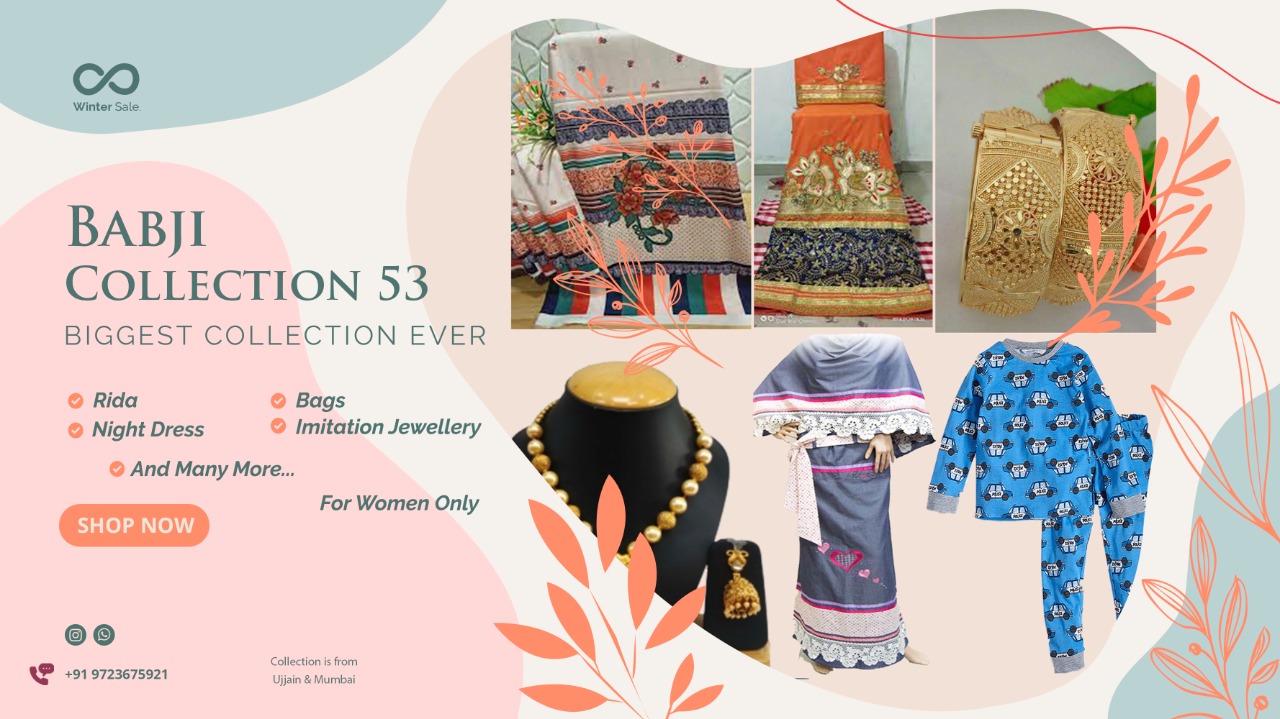 Winter Sale.
BABJI
COLLECTION 53
BIGGEST COLLECTION EVER
Rida
Bags
Night Dress
Imitation Jewellery
And Many More...
For Women Only
SHOP NOW
+91 9723675921
Collection is from
Ujjain & Mumbai